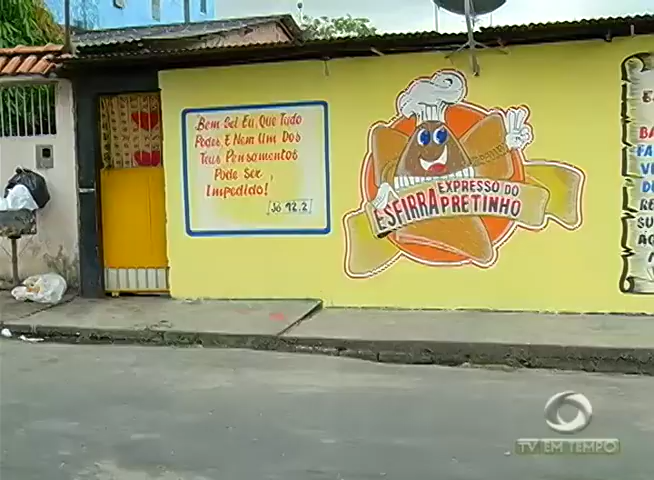 Bem Sei Eu, Que Tudo
Podes, E Nem Um Dos
Teus Pensamentos
Pode Ser
Impedido!
Jó 42.2
EXPRESSO DO
ESFIRRA PRETINHO
TV EM TEMPO